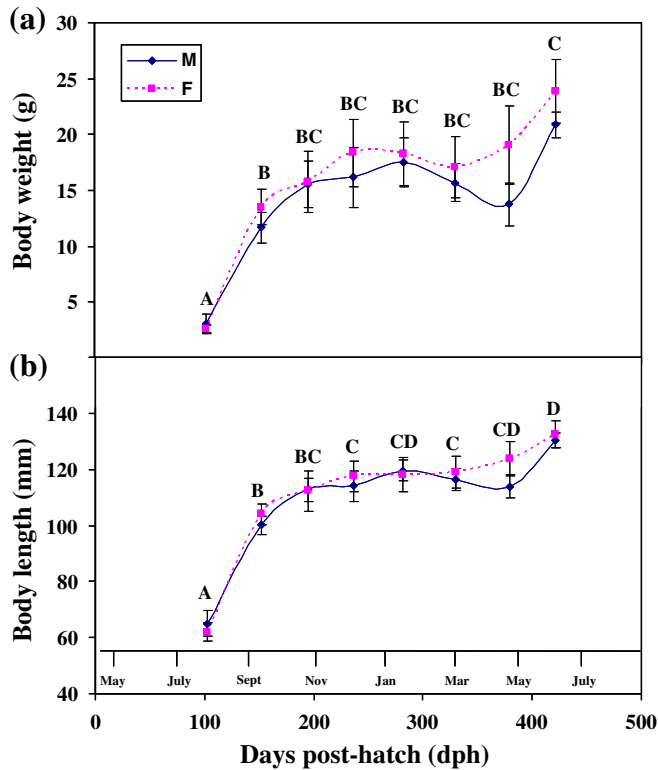 (a)
Body weight (g)
30
25
20
15
10
5
M
F
A
B
BC
BC
BC
BC
BC
C
(b)
Body length (mm)
140
120
100
80
60
40
A
B
BC
C
CD
C
CD
D
May July Sept Nov Jan Mar May July
0 100 200 300 400 500
Days post-hatch (dph)